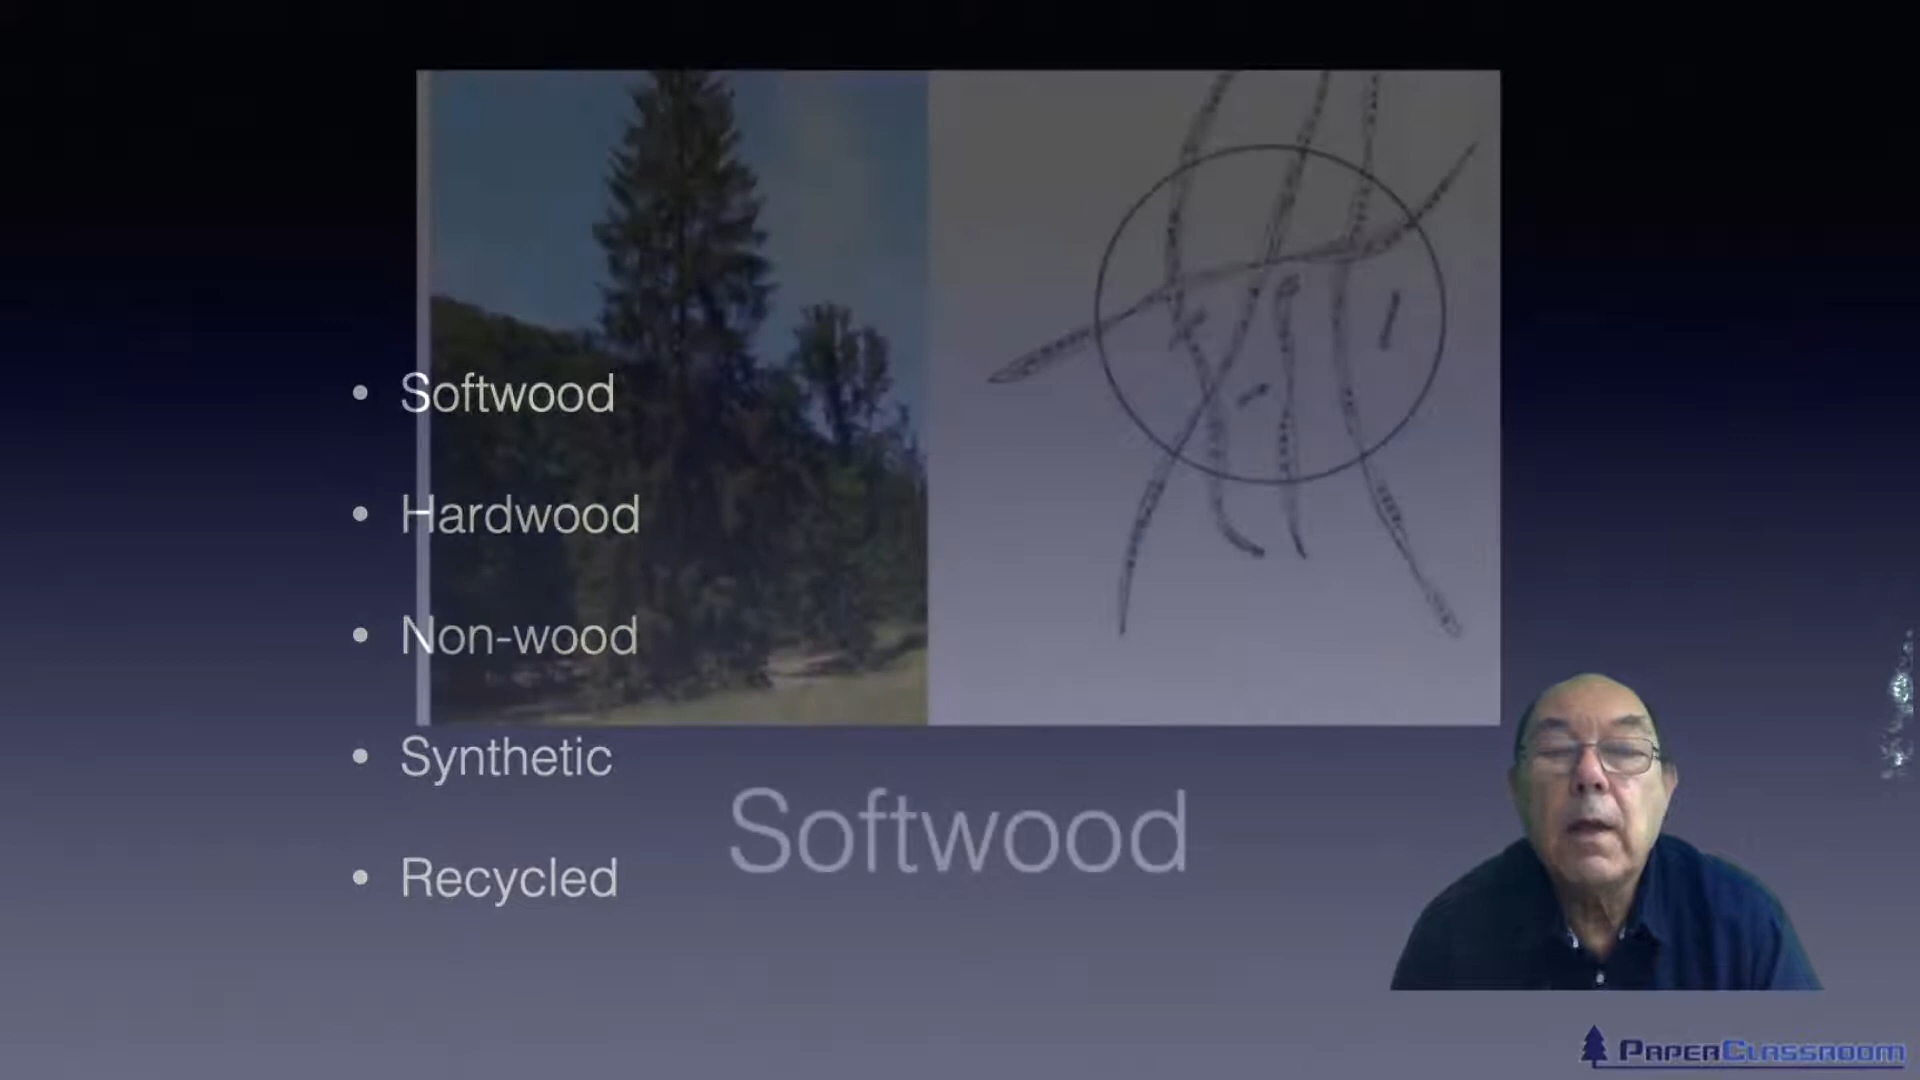 • Softwood
• Hardwood
• Non-wood
• Synthetic
• Recycled
Softwood
PAPERCLASSROOM